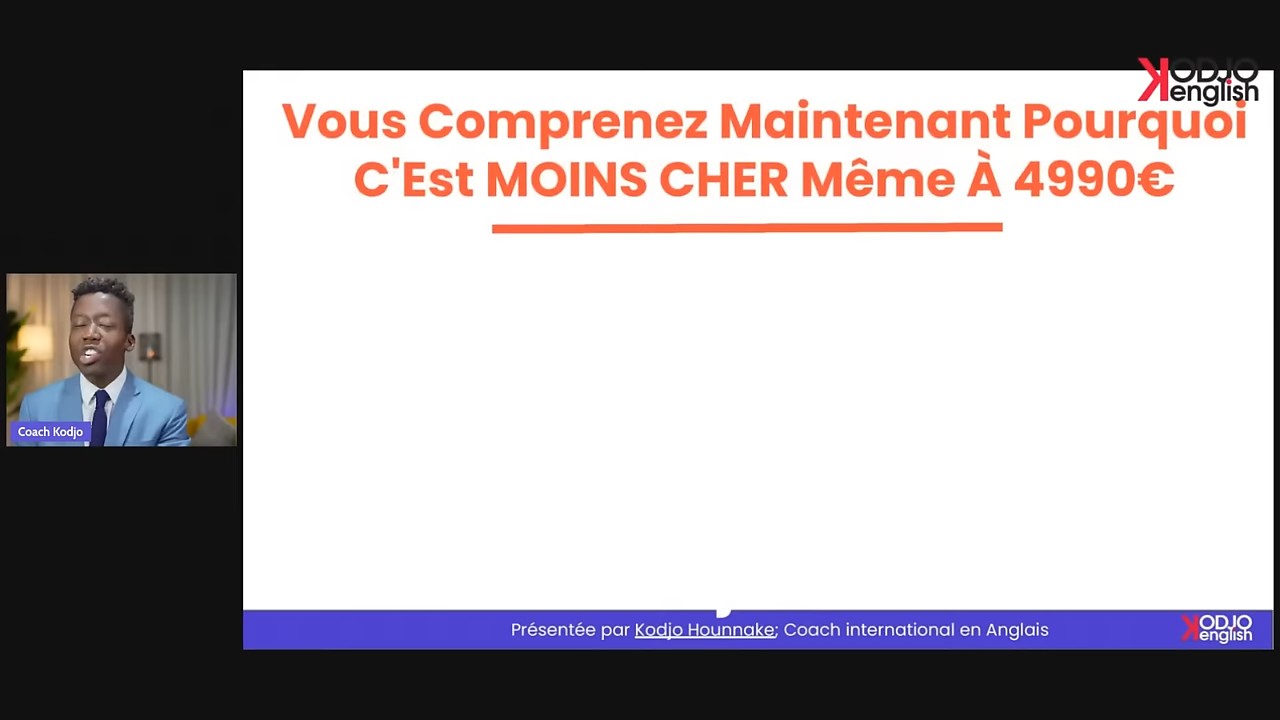 KODJO
english
Vous Comprenez Maintenant Pourquoi
C'Est MOINS CHER Même À 4990€
Coach Kodjo
Présentée par Kodjo Hounnake; Coach international en Anglais
KODJO
english